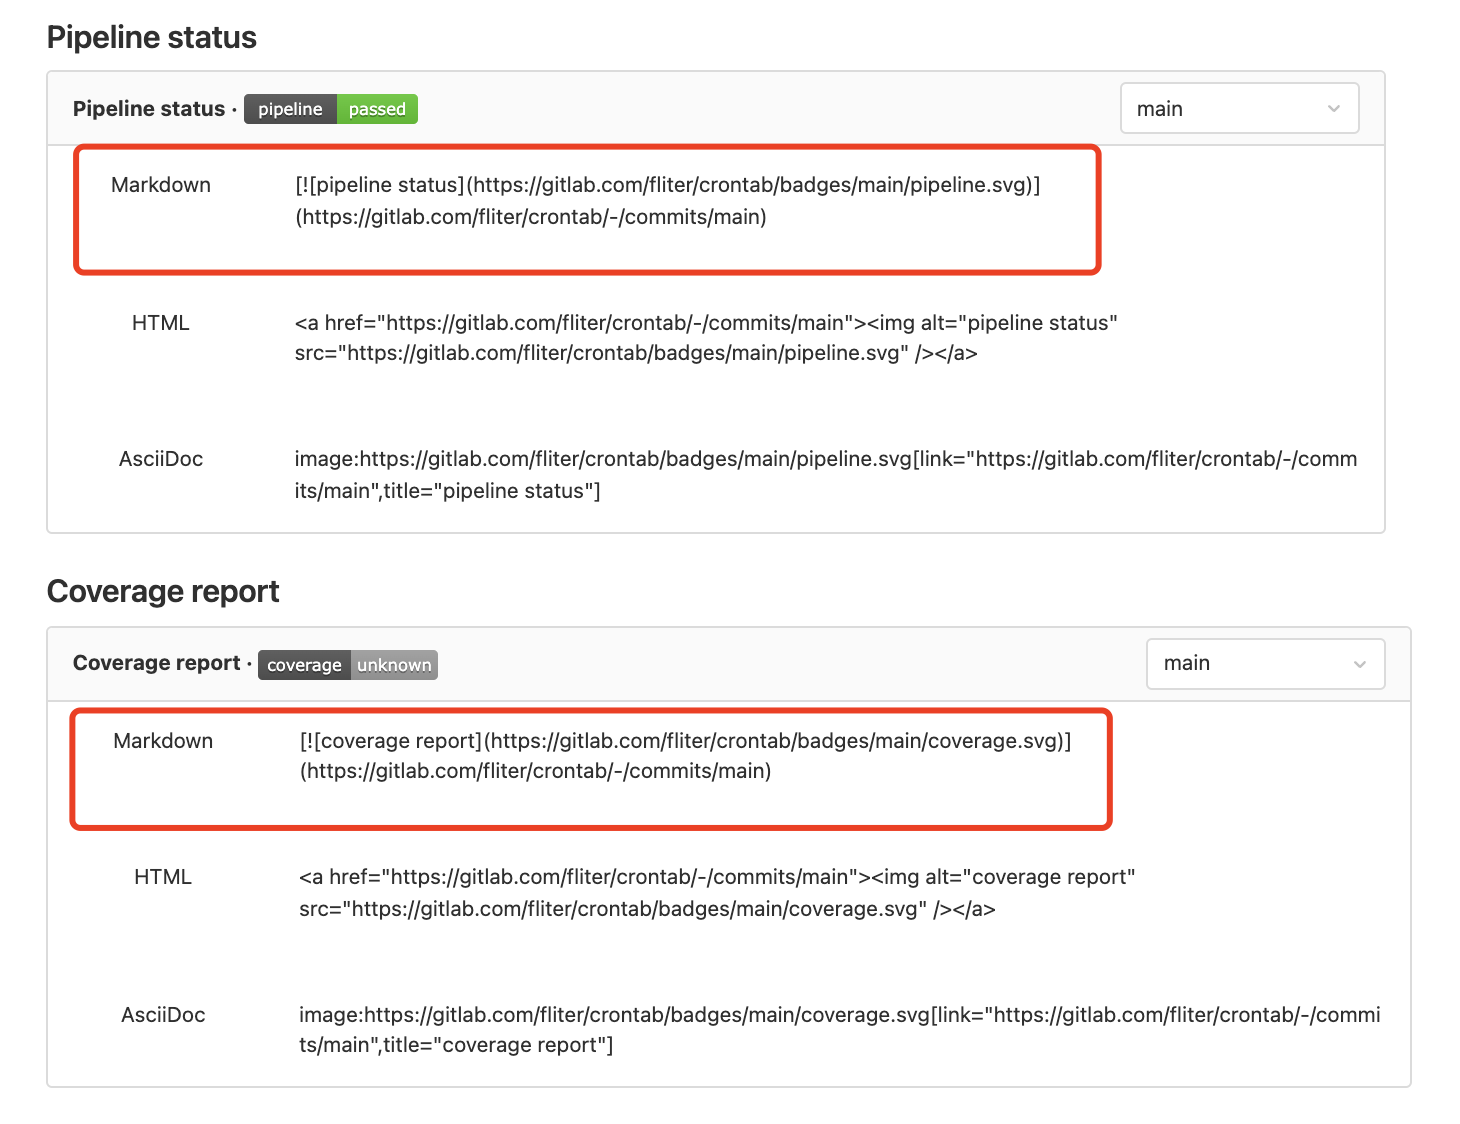 Pipeline status
Pipeline status · pipeline passed main
Markdown [![pipeline status](https://gitlab.com/fliter/crontab/badges/main/pipeline.svg)]
(https://gitlab.com/fliter/crontab/-/commits/main)
HTML <a href="https://gitlab.com/fliter/crontab/-/commits/main"><img alt="pipeline status"
src="https://gitlab.com/fliter/crontab/badges/main/pipeline.svg" /></a>
AsciiDoc image:https://gitlab.com/fliter/crontab/badges/main/pipeline.svg[link="https://gitlab.com/fliter/crontab/-/comm
its/main",title="pipeline status"]
Coverage report
Coverage report · coverage unknown main
Markdown [![coverage report](https://gitlab.com/fliter/crontab/badges/main/coverage.svg)]
(https://gitlab.com/fliter/crontab/-/commits/main)
HTML <a href="https://gitlab.com/fliter/crontab/-/commits/main"><img alt="coverage report"
src="https://gitlab.com/fliter/crontab/badges/main/coverage.svg" /></a>
AsciiDoc image:https://gitlab.com/fliter/crontab/badges/main/coverage.svg[link="https://gitlab.com/fliter/crontab/-/commi
ts/main",title="coverage report"]